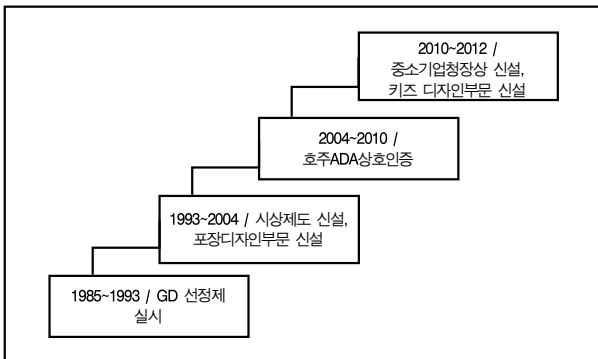 2010~2012 /
중소기업청장상 신설,
키즈 디자인부문 신설
2004~2010 /
호주ADA상호인증
1993~2004 / 시상제도 신설,
포장디자인부문 신설
1985~1993 / GD 선정제
실시